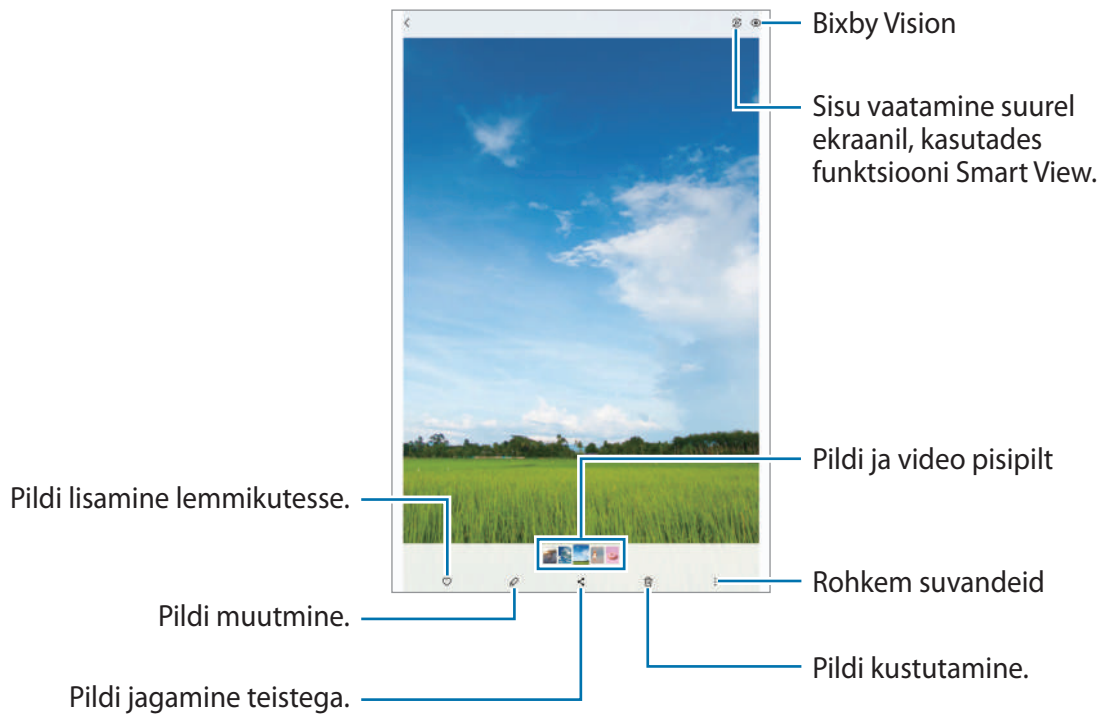 Bixby Vision
Sisu vaatamine suurel
ekraanil, kasutades
funktsiooni Smart View.
Pildi ja video pisipilt
Pildi lisamine lemmikutesse.
Rohkem suvandeid
Pildi muutmine.
Pildi kustutamine.
Pildi jagamine teistega.